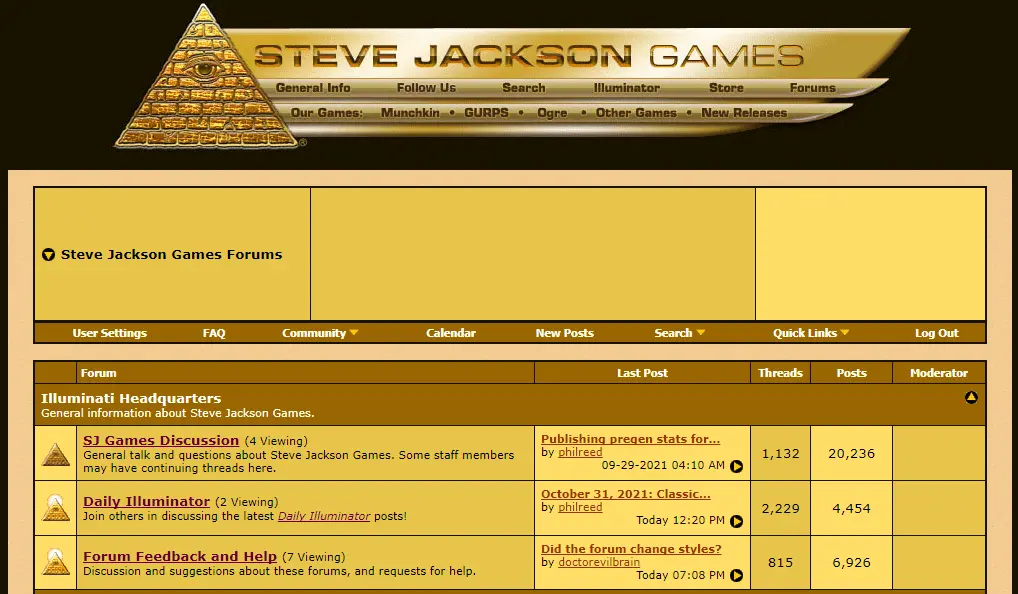 STEVE JACKSON GAMES
General Info Follow Us Search Illuminator Store Forums
Our Games: Munchkin • GURPS • Ogre • Other Games • New Releases
®
Steve Jackson Games Forums
User Settings FAQ Community Calendar New Posts Search Quick Links Log Out
Forum Last Post Threads Posts Moderator
Illuminati Headquarters
General information about Steve Jackson Games.
SJ Games Discussion (4 Viewing)
General talk and questions about Steve Jackson Games. Some staff members
may have continuing threads here.
Publishing pregen stats for...
by philreed
09-29-2021 04:10 AM
1,132
20,236
Daily Illuminator (2 Viewing)
Join others in discussing the latest Daily Illuminator posts!
October 31, 2021: Classic...
by philreed
Today 12:20 PM
2,229
4,454
Forum Feedback and Help (7 Viewing)
Discussion and suggestions about these forums, and requests for help.
Did the forum change styles?
by doctorevilbrain
Today 07:08 PM
815
6,926